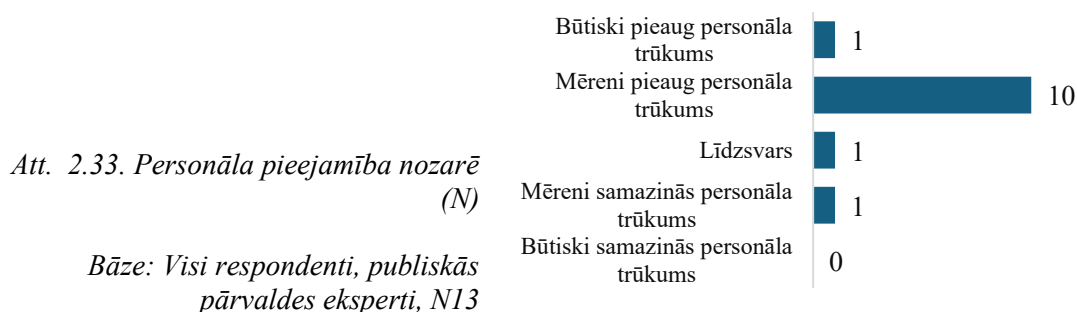 Būtiski pieaug personāla
trūkums
1
Mēreni pieaug personāla
trūkums
10
Līdzsvars
1
Mēreni samazinās personāla
trūkums
1
Būtiski samazinās personāla
trūkums
0
Att. 2.33. Personāla pieejamība nozarē
(N)
Bāze: Visi respondenti, publiskās
pārvaldes eksperti, N13